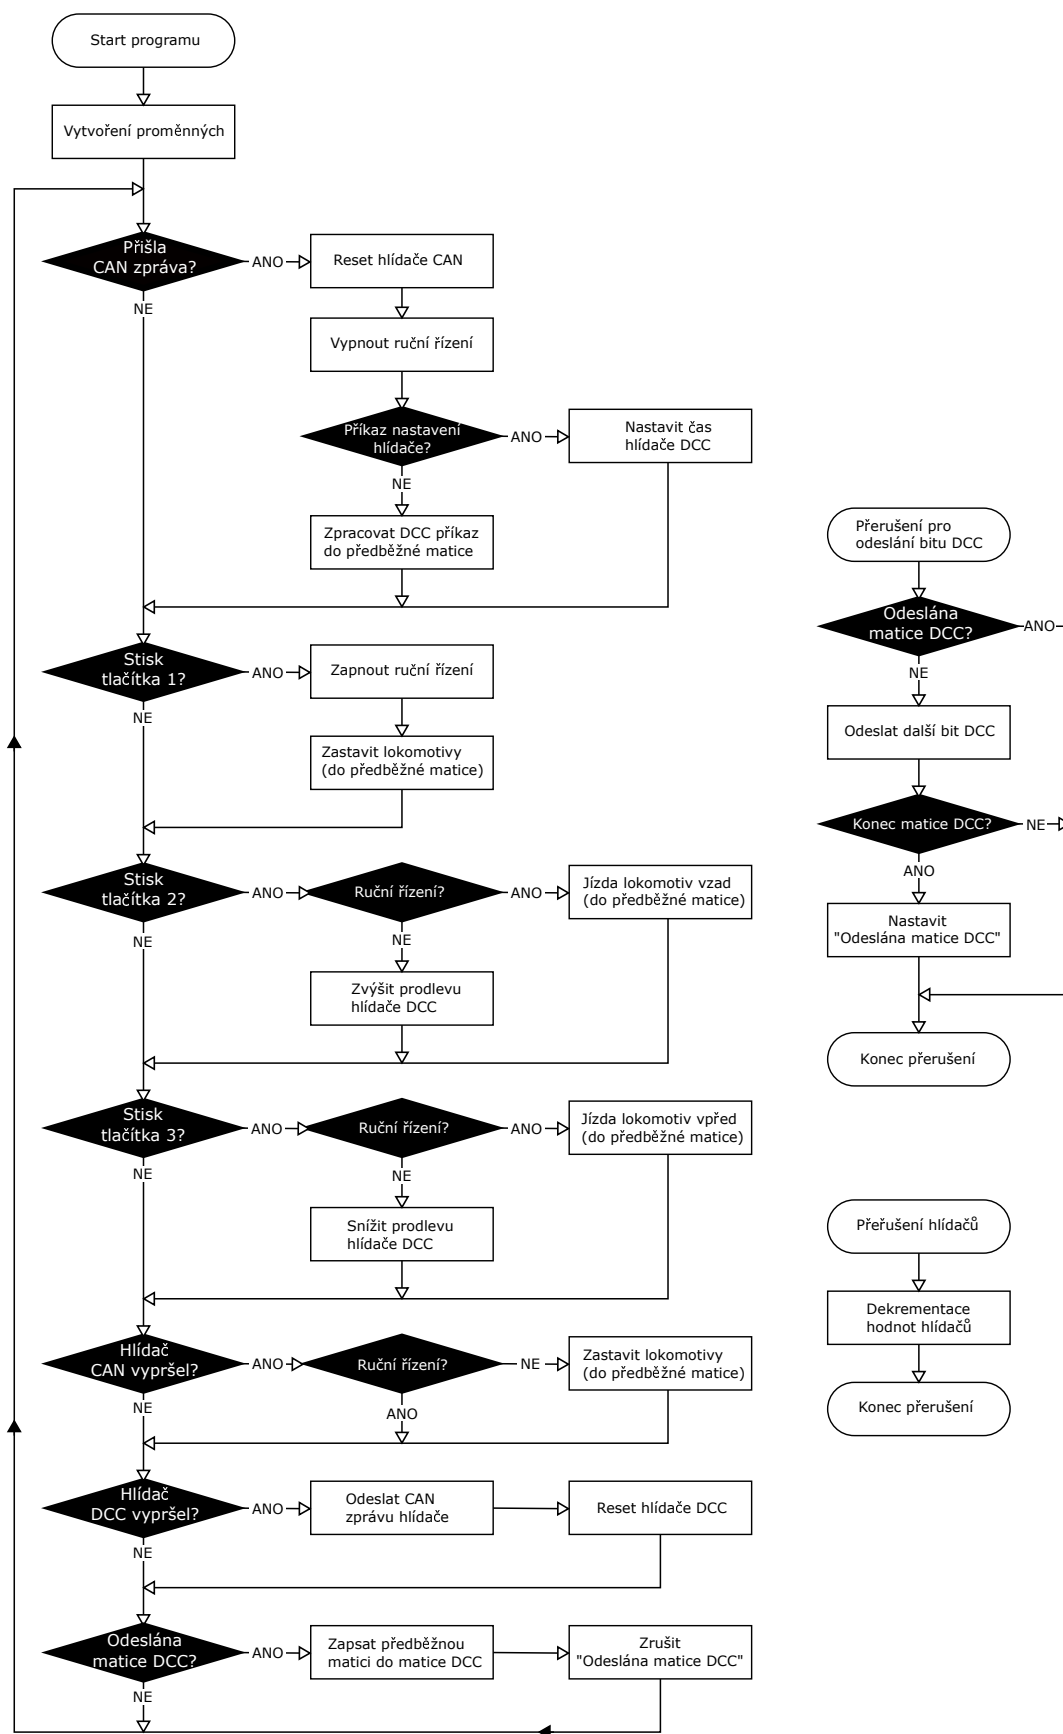 Start programu
Vytvoření proměnných
Přišla
CAN zpráva?
ANO
Reset hlídače CAN
NE
Vypnout ruční řízení
Příkaz nastavení
hlídače?
ANO
Nastavit čas
hlídače DCC
NE
Zpracovat DCC příkaz
do předběžné matice
Stisk
tlačítka 1?
ANO
Zapnout ruční řízení
NE
Zastavit lokomotivy
(do předběžné matice)
Stisk
tlačítka 2?
ANO
Ruční řízení?
ANO
Jízda lokomotiv vzad
(do předběžné matice)
NE
NE
Zvýšit prodlevu
hlídače DCC
Stisk
tlačítka 3?
ANO
Ruční řízení?
ANO
Jízda lokomotiv vpřed
(do předběžné matice)
NE
NE
Snížit prodlevu
hlídače DCC
Hlídač
CAN vypršel?
ANO
Ruční řízení?
NE
Zastavit lokomotivy
(do předběžné matice)
NE
ANO
Hlídač
DCC vypršel?
ANO
Odeslat CAN
zprávu hlídače
Reset hlídače DCC
NE
Odeslána
matice DCC?
ANO
Zapsat předběžnou
matici do matice DCC
Zrušit
"Odeslána matice DCC"
NE
Přerušení pro
odeslání bitu DCC
Odeslána
matice DCC?
ANO
NE
Odeslat další bit DCC
Konec matice DCC?
NE
ANO
Nastavit
"Odeslána matice DCC"
Konec přerušení
Přeřušení hlídačů
Dekrementace
hodnot hlídačů
Konec přerušení